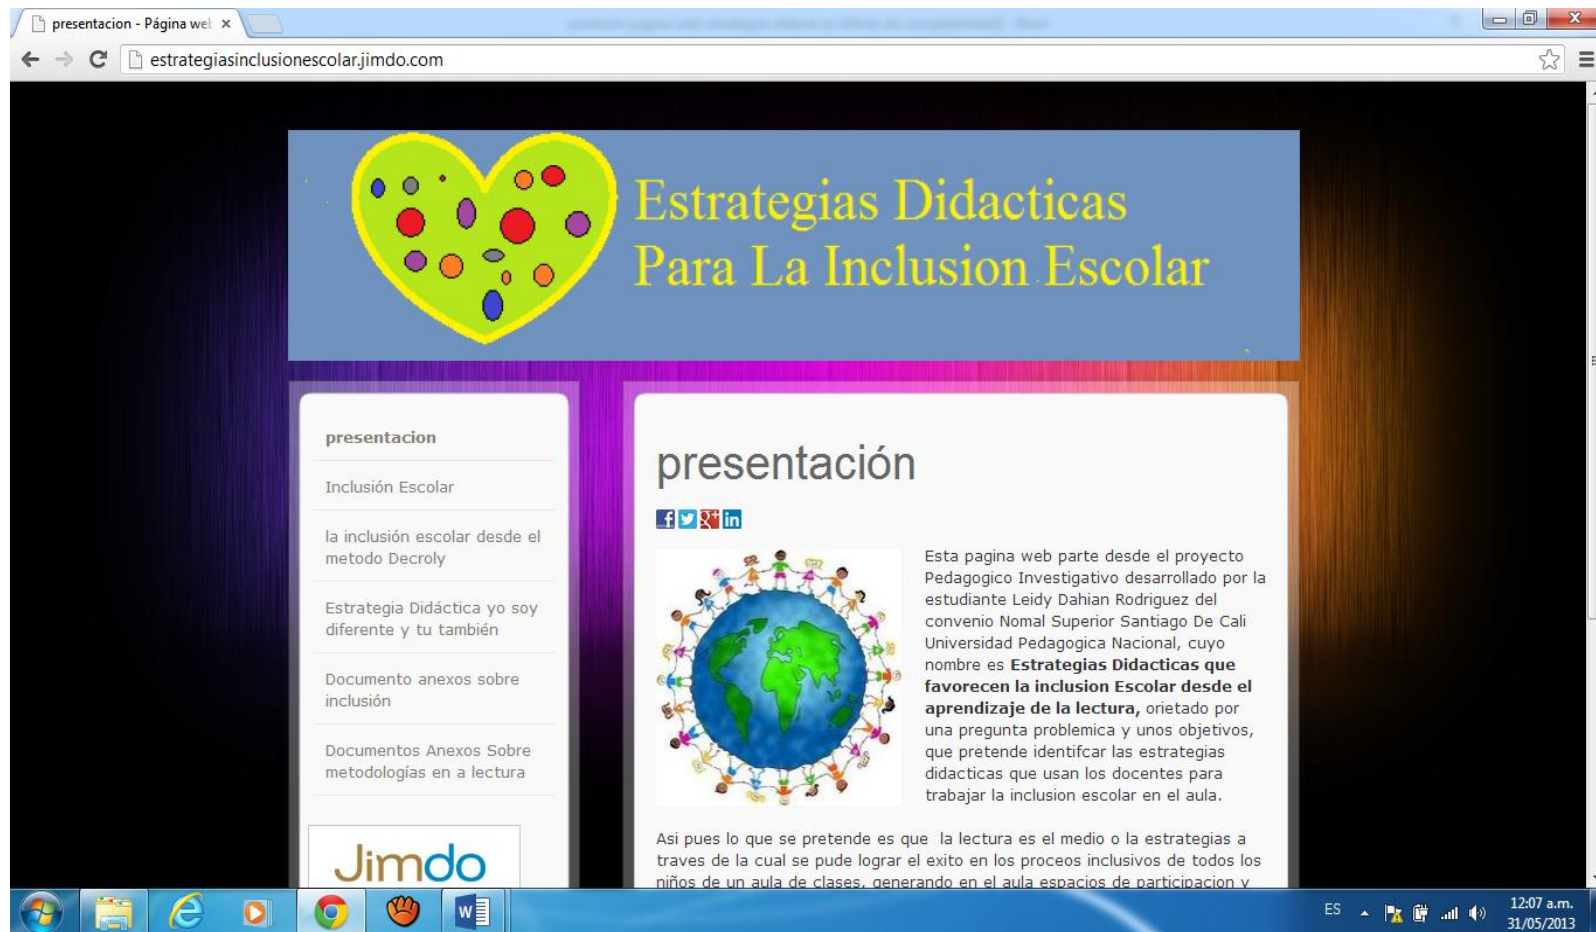 presentacion - Página wel
estrategiasinclusionescolar.jimdo.com
Estrategias Didacticas
Para La Inclusion Escolar
presentacion
Inclusión Escolar
la inclusión escolar desde el
metodo Decroly
Estrategia Didáctica yo soy
diferente y tu también
Documento anexos sobre
inclusión
Documentos Anexos Sobre
metodologías en a lectura
Jimdo
presentación
Esta pagina web parte desde el proyecto
Pedagogico Investigativo desarrollado por la
estudiante Leidy Dahian Rodriguez del
convenio Nomal Superior Santiago De Cali
Universidad Pedagogica Nacional, cuyo
nombre es Estrategias Didacticas que
favorecen la inclusion Escolar desde el
aprendizaje de la lectura, orietado por
una pregunta problemica y unos objetivos,
que pretende identifcar las estrategias
didacticas que usan los docentes para
trabajar la inclusion escolar en el aula.
Asi pues lo que se pretende es que la lectura es el medio o la estrategias a
traves de la cual se pude lograr el exito en los proceos inclusivos de todos los
niños de un aula de clases, generando en el aula espacios de participacion y
ES
12:07 a.m.
31/05/2013